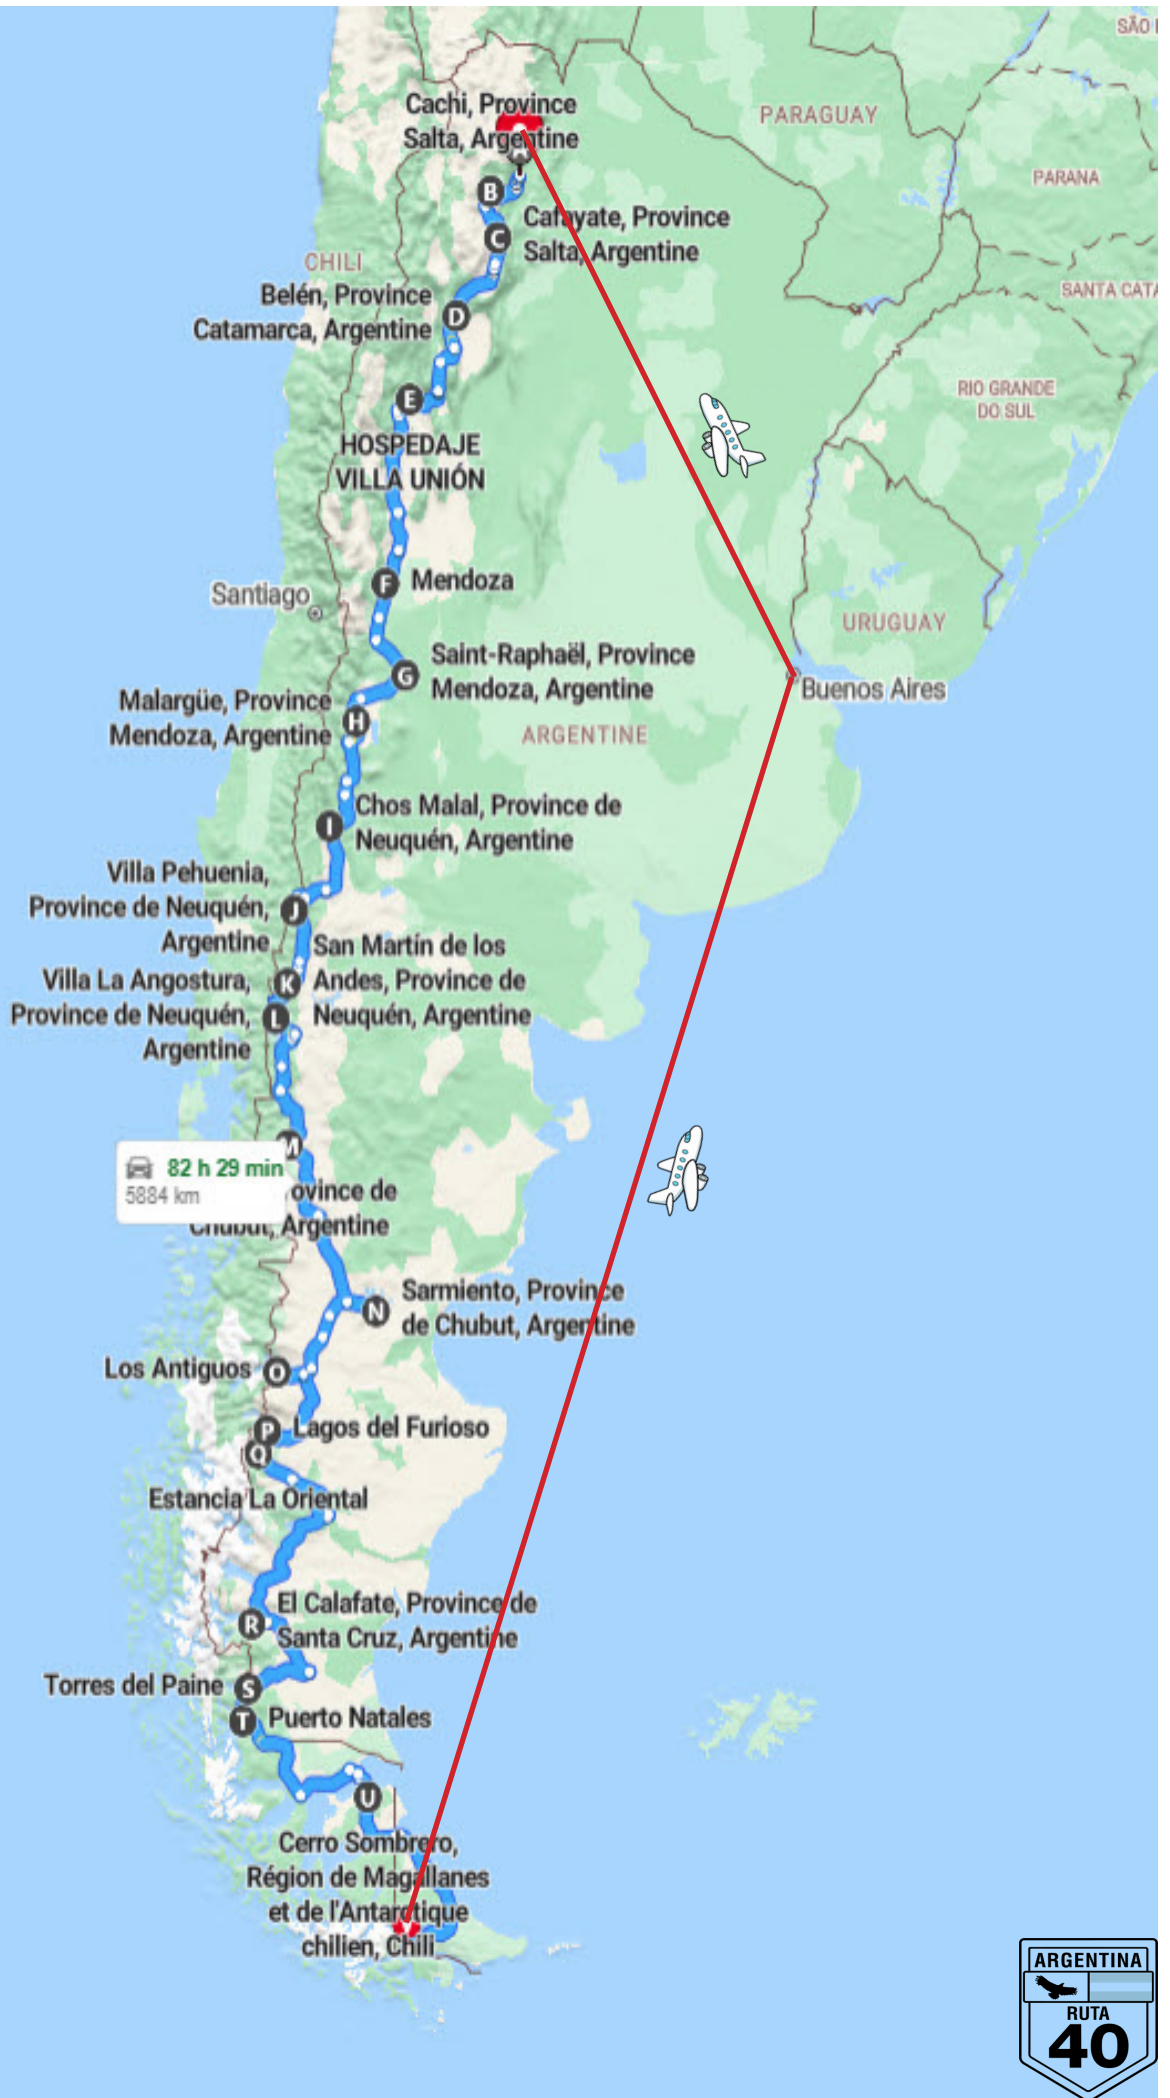 SÃO
Cachi, Province
Salta, Argentine
PARAGUAY
A
PARANA
B
Cafayate, Province
C
Salta, Argentine
CHILI
SANTA CATA
Belén, Province
Catamarca, Argentine
D
RIO GRANDE
DO SUL
E
HOSPEDAJE
VILLA UNIÓN
F
Mendoza
Santiago
URUGUAY
Saint-Raphaël, Province
G
Mendoza, Argentine
Buenos Aires
Malargüe, Province
H
Mendoza, Argentine
ARGENTINE
Chos Malal, Province de
I
Neuquén, Argentine
Villa Pehuenia,
Province de Neuquén,
J
Argentine
San Martín de los
Villa La Angostura,
K
Andes, Province de
Province de Neuquén,
L
Neuquén, Argentine
Argentine
M
82 h 29 min
5884 km
ovince de
Chubut, Argentine
Sarmiento, Province
N
de Chubut, Argentine
Los Antiguos
O
P
Lagos del Furioso
Q
Estancia La Oriental
El Calafate, Province de
R
Santa Cruz, Argentine
Torres del Paine
S
T
Puerto Natales
U
Cerro Sombrero,
Région de Magallanes
et de l'Antarctique
chilien, Chili
ARGENTINA
RUTA
40